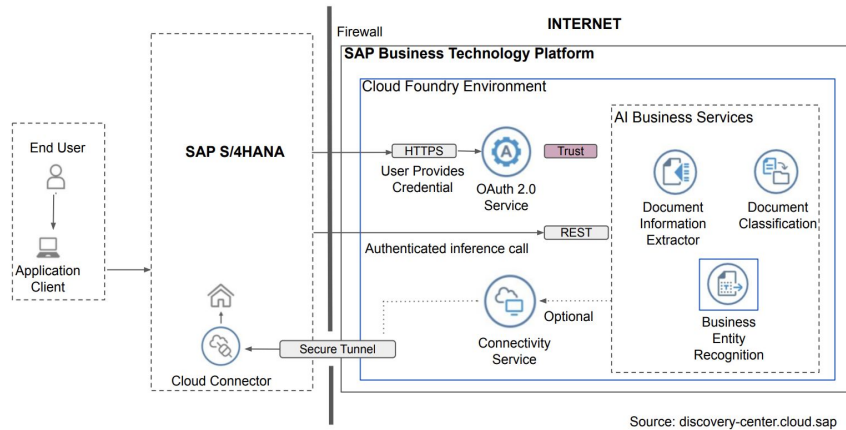 INTERNET
Firewall
SAP Business Technology Platform
Cloud Foundry Environment
AI Business Services
End User
Application
Client
SAP S/4HANA
HTTPS
User Provides
Credential
A
OAuth 2.0
Service
Trust
Document
Information
Extractor
Document
Classification
REST
Authenticated inference call
Optional
Connectivity
Service
Business
Entity
Recognition
Secure Tunnel
Cloud Connector
Source: discovery-center.cloud.sap